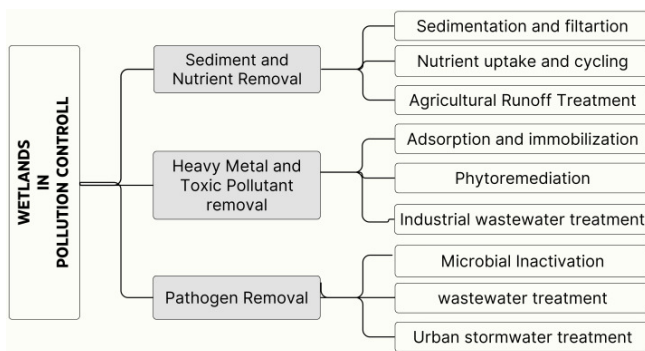 WETLANDS
IN
POLLUTION CONTROLL
Sediment and
Nutrient Removal
Sedimentation and filtartion
Nutrient uptake and cycling
Agricultural Runoff Treatment
Heavy Metal and
Toxic Pollutant
removal
Adsorption and immobilization
Phytoremediation
Industrial wastewater treatment
Pathogen Removal
Microbial Inactivation
wastewater treatment
Urban stormwater treatment